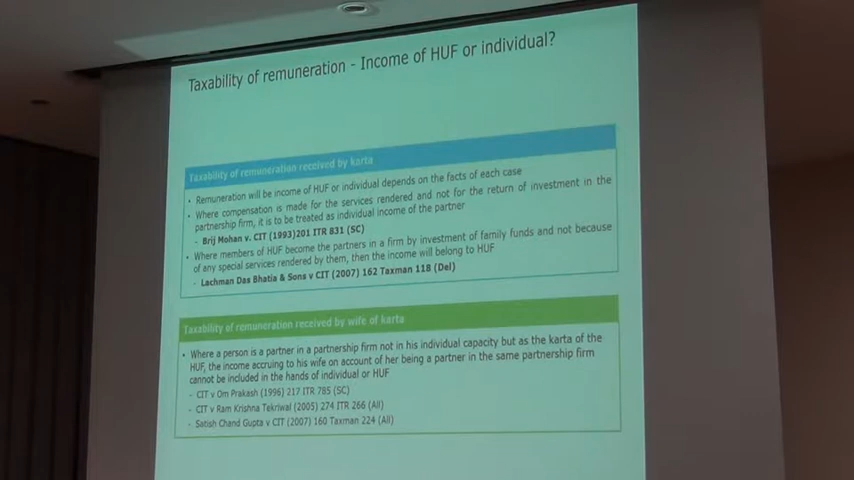 Taxability of remuneration - Income of HUF or individual?
Taxability of remuneration received by karta
• Remuneration will be income of HUF or individual depends on the facts of each case
• Where compensation is made for the services rendered and not for the return of investment in the
partnership firm, it is to be treated as individual income of the partner
- Brij Mohan v. CIT (1993)201 ITR 831 (SC)
• Where members of HUF become the partners in a firm by investment of family funds and not because
of any special services rendered by them, then the income will belong to HUF
- Lachman Das Bhatia & Sons v CIT (2007) 162 Taxman 118 (Del)
Taxability of remuneration received by wife of karta
• Where a person is a partner in a partnership firm not in his individual capacity but as the karta of the
HUF, the income accruing to his wife on account of her being a partner in the same partnership firm
cannot be included in the hands of individual or HUF
- CIT v Om Prakash (1996) 217 ITR 785 (SC)
- CIT v Ram Krishna Tekriwal (2005) 274 ITR 266 (All)
- Satish Chand Gupta v CIT (2007) 160 Taxman 224 (All)